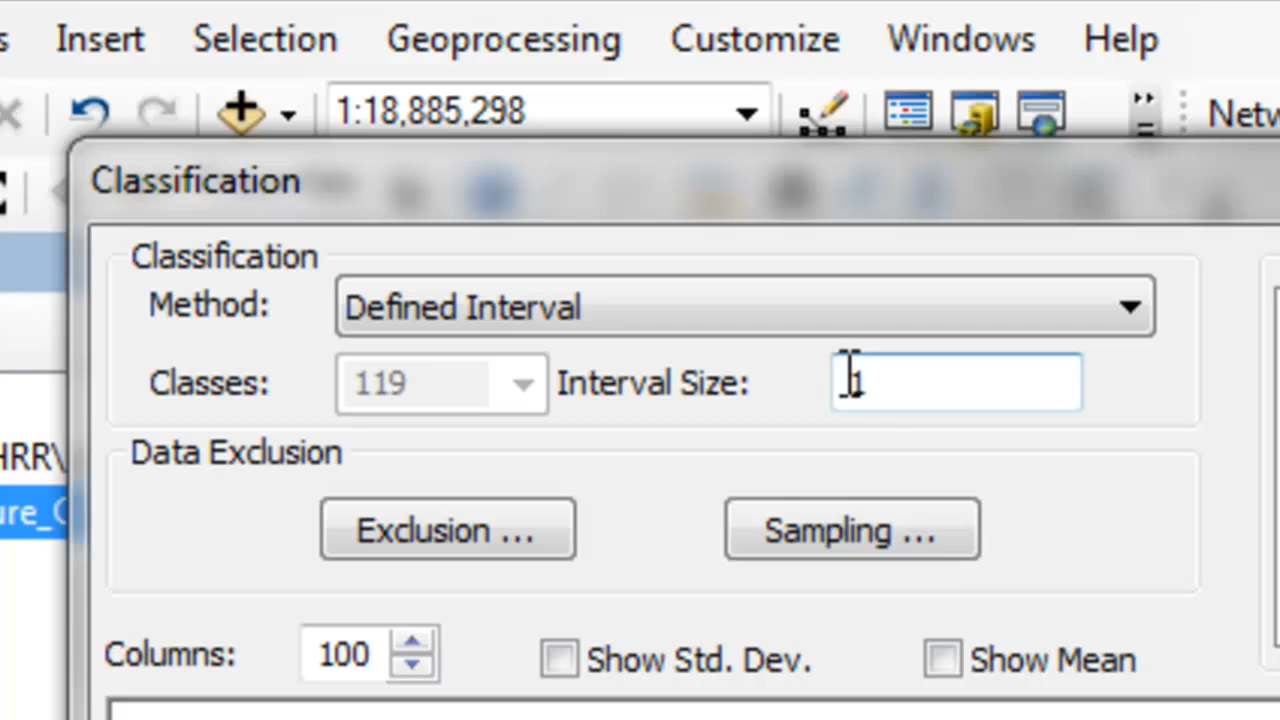 s Insert Selection Geoprocessing Customize Windows Help
1:18,885,298 Netw
Classification
Classification
Method: Defined Interval
Classes: 119 Interval Size: 1
HRR\
Data Exclusion
ure_C
Exclusion ... Sampling ...
Columns: 100 Show Std. Dev. Show Mean